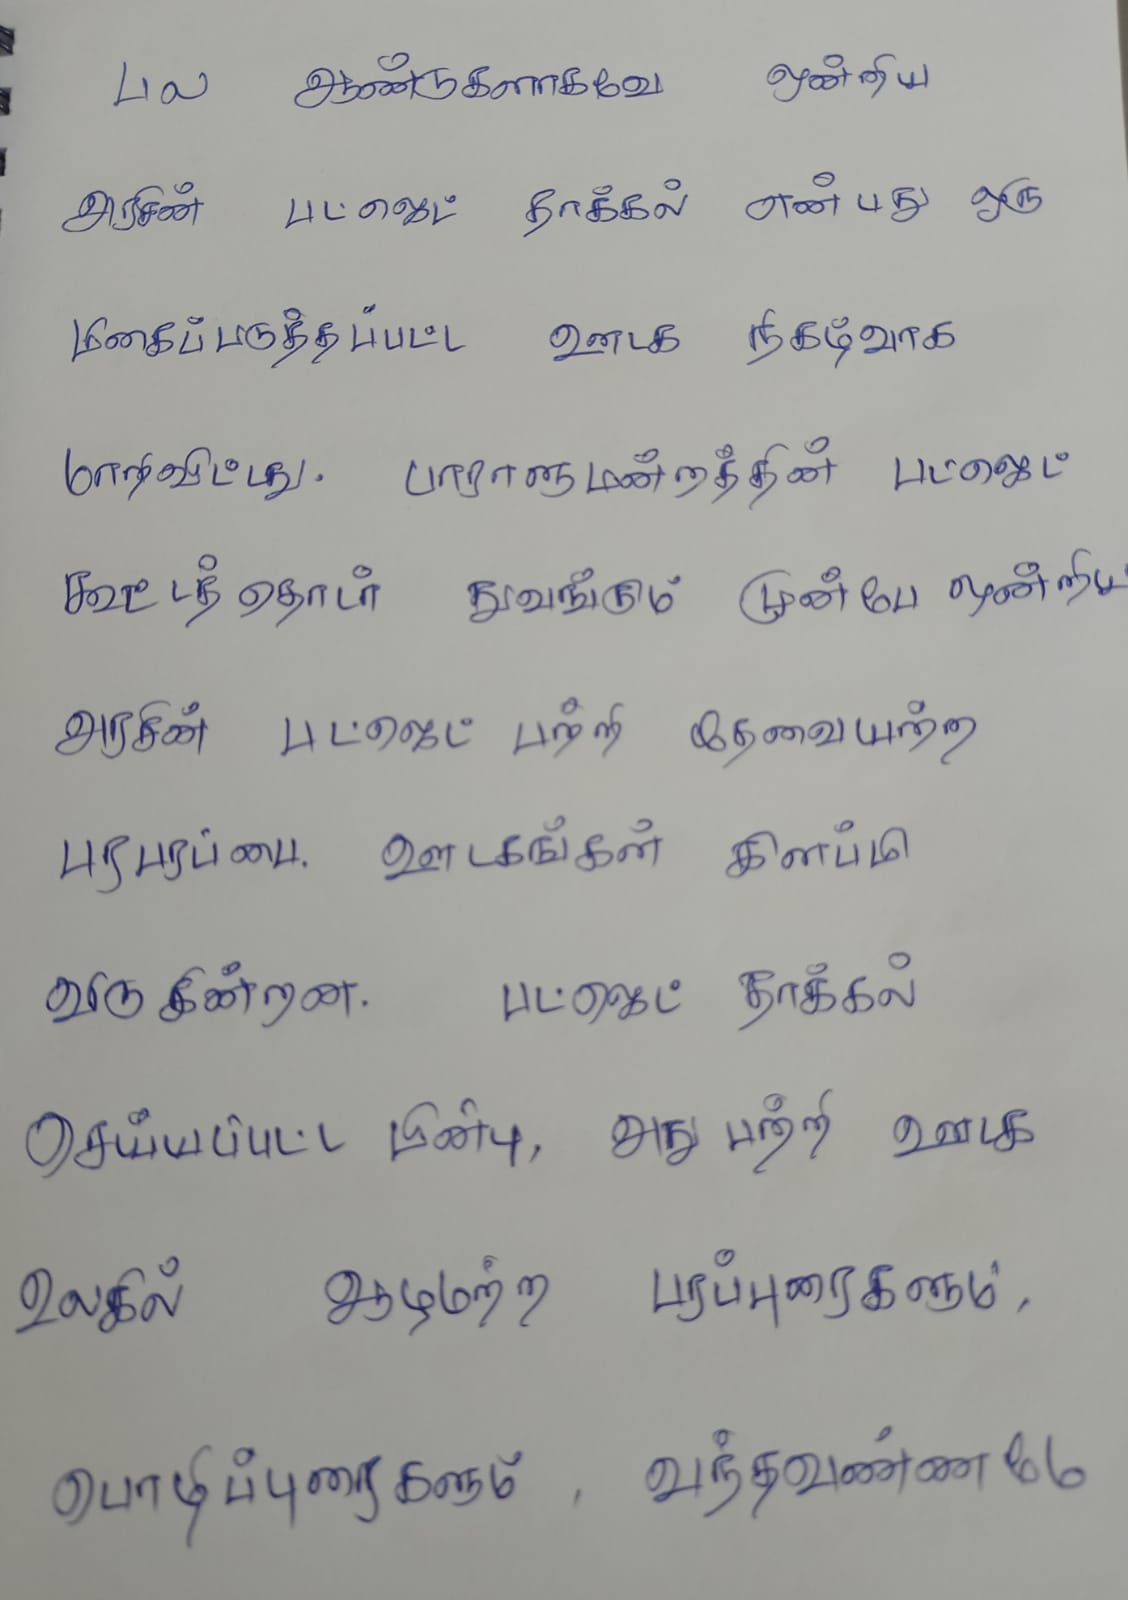 பல ஆண்டுகளாகவே ஒன்றிய
அரசின் பட்ஜெட் தாக்கல் என்பது ஒரு
மிகைப்படுத்தப்பட்ட ஊடக நிகழ்வாக
மாறிவிட்டது. பாராளுமன்றத்தின் பட்ஜெட்
கூட்டத்தொடர் துவங்கும் முன்பே ஒன்றிய
அரசின் பட்ஜெட் பற்றி தேவையற்ற
பரபரப்பை. ஊடகங்கள் கிளப்பி
விடுகின்றன. பட்ஜெட் தாக்கல்
செய்யப்பட்ட பின்பு, அது பற்றி ஊடக
உலகில் ஆழமற்ற பரப்புரைகளும்,
பொழிப்புரைகளும் , வந்தவண்ணமே